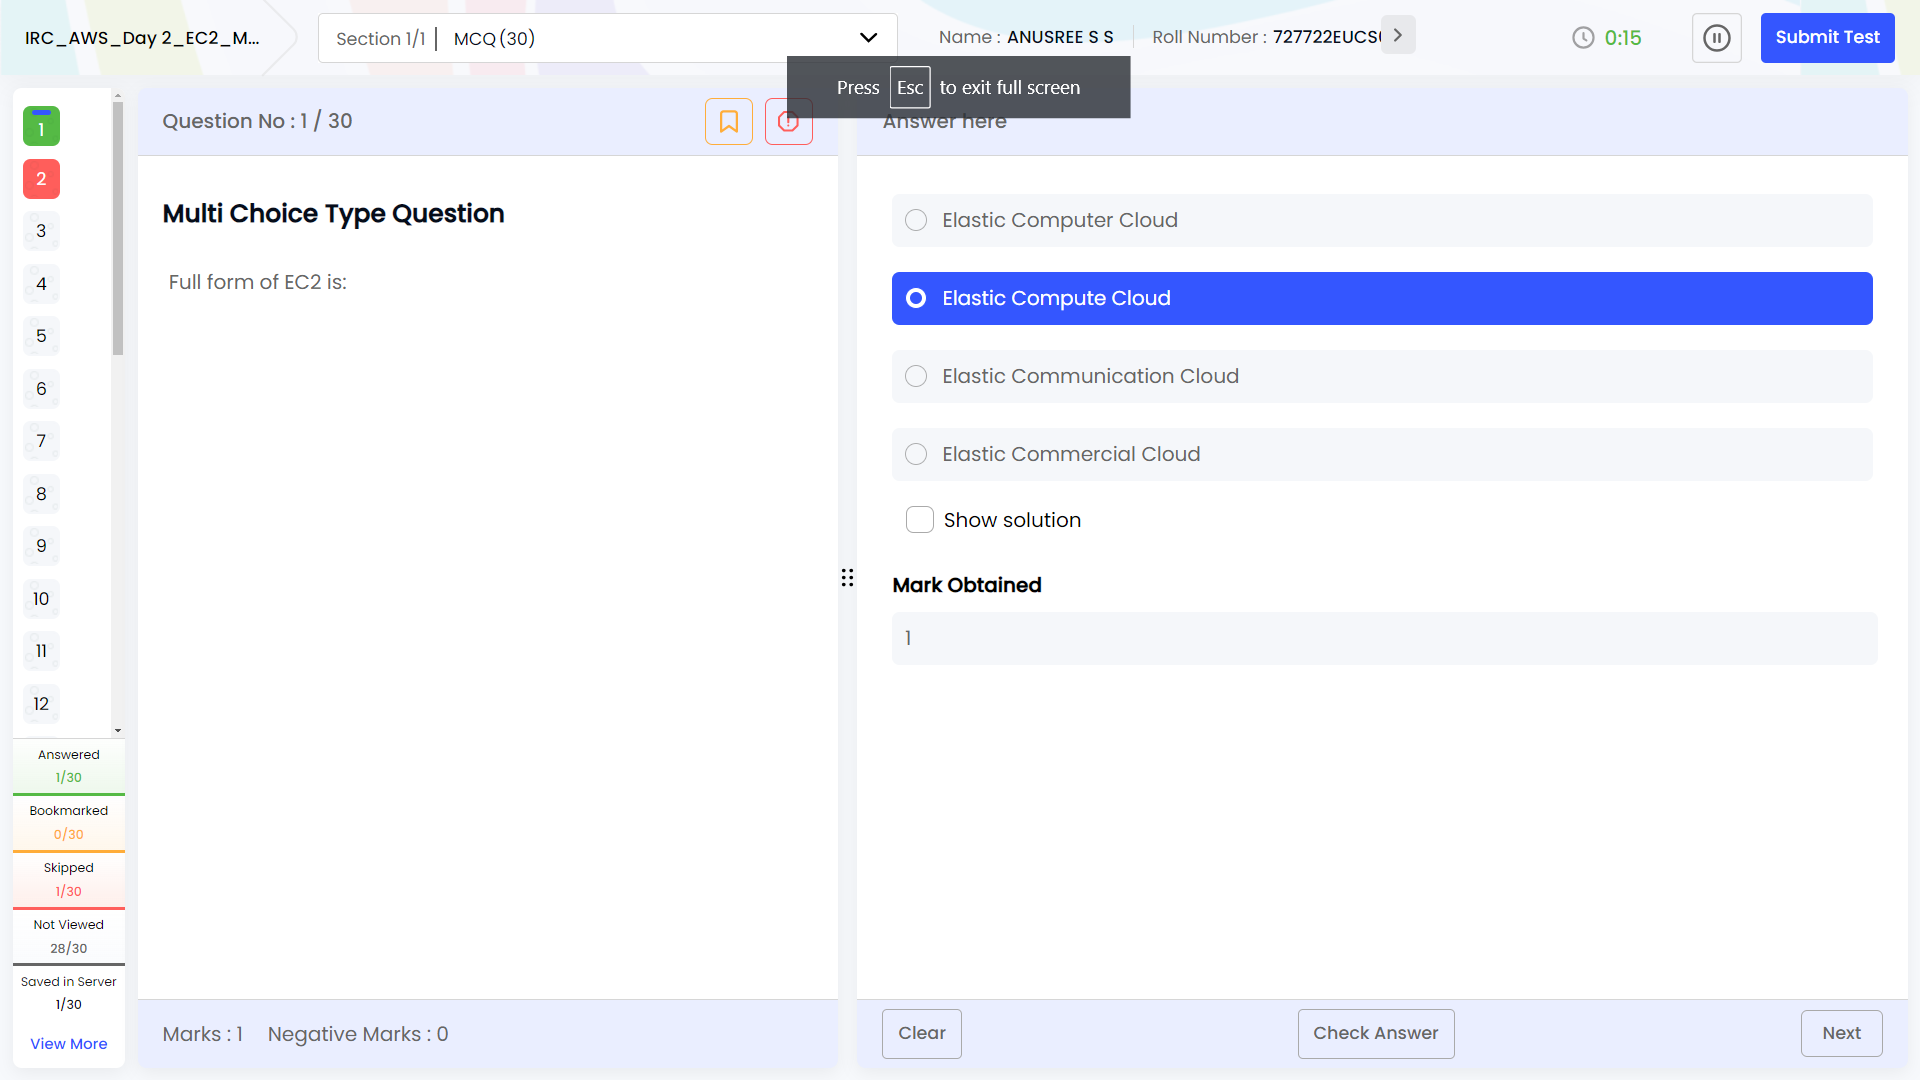 IRC_AWS_Day 2_EC2_M...
Section 1/1 | MCQ (30)
Name : ANUSREE S S
Roll Number : 727722EUCS
0:15
Submit Test
Press Esc to exit full screen
1
2
3
4
5
6
7
8
9
10
11
12
Answered
1/30
Bookmarked
0/30
Skipped
1/30
Not Viewed
28/30
Saved in Server
1/30
View More
Question No : 1 / 30
Multi Choice Type Question
Full form of EC2 is:
Marks : 1 Negative Marks : 0
Answer here
Elastic Computer Cloud
Elastic Compute Cloud
Elastic Communication Cloud
Elastic Commercial Cloud
Show solution
Mark Obtained
1
Clear
Check Answer
Next